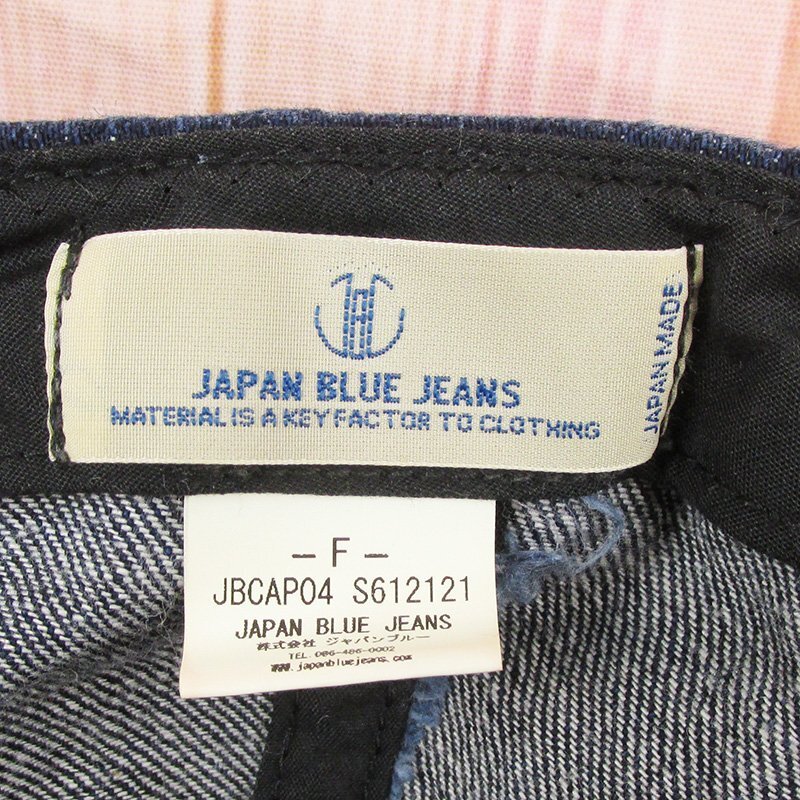 JAPAN BLUE JEANS
MATERIAL IS A KEY FACTOR TO CLOTHING
JAPAN MADE
- F -
JBCAP04 S612121
JAPAN BLUE JEANS
株式会社 ジャパンブルー
TEL.086-486-0002
www.japanbluejeans.com